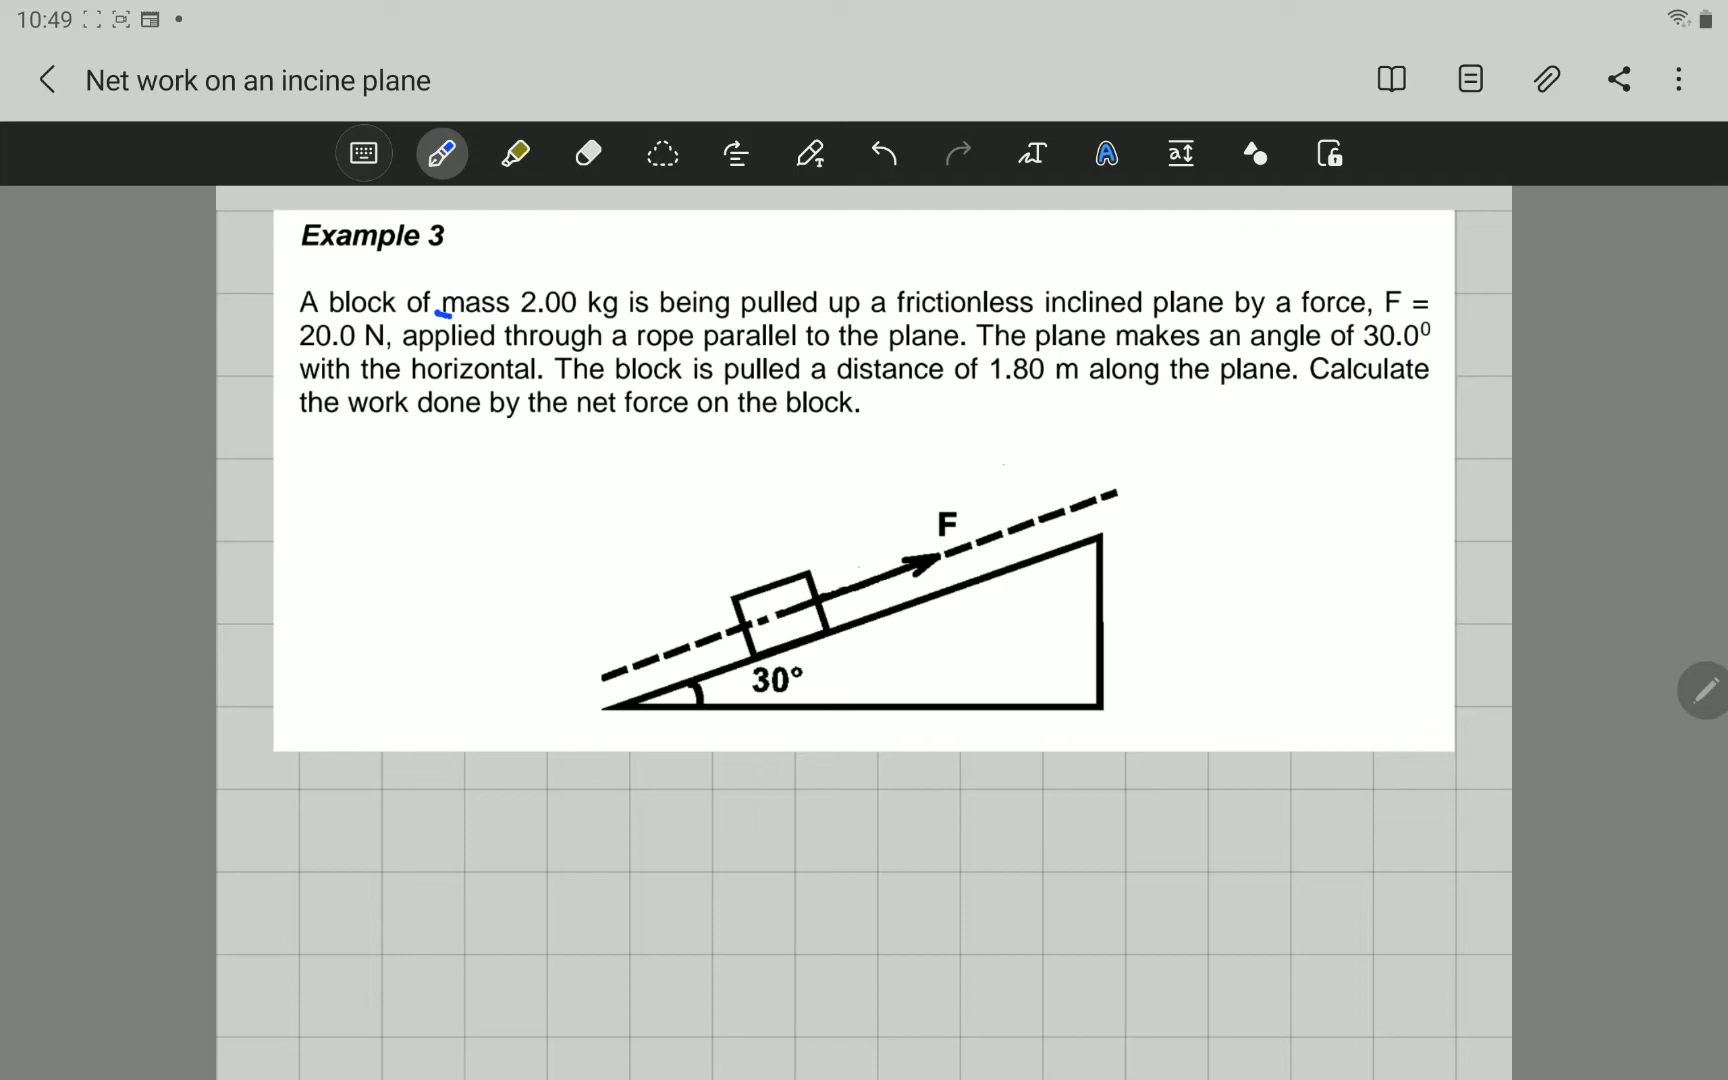 10:49
Net work on an incine plane
T
T
A
a
Example 3
A block of mass 2.00 kg is being pulled up a frictionless inclined plane by a force, F =
20.0 N, applied through a rope parallel to the plane. The plane makes an angle of 30.0⁰
with the horizontal. The block is pulled a distance of 1.80 m along the plane. Calculate
the work done by the net force on the block.
F
30°